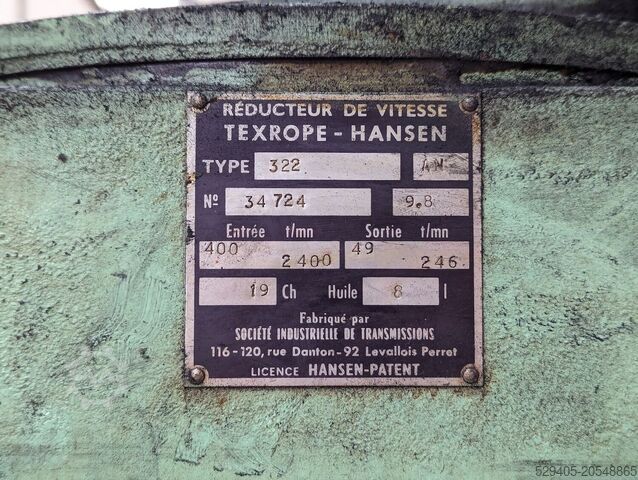 RÉDUCTEUR DE VITESSE
TEXROPE - HANSEN
TYPE 322 AN
Nº 34724 9.8
Entrée t/mn Sortie t/mn
400 2400 49 246
19 Ch Huile 8 l
Fabriqué par
SOCIÉTÉ INDUSTRIELLE DE TRANSMISSIONS
116-120, rue Danton-92 Levallois Perret
LICENCE HANSEN-PATENT
529405-20548865